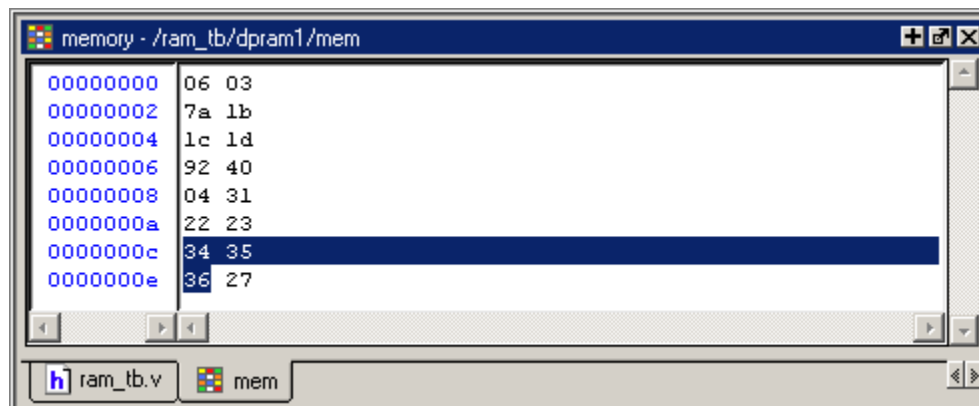 memory - /ram_tb/dpram1/mem
00000000 06 03
00000002 7a 1b
00000004 1c 1d
00000006 92 40
00000008 04 31
0000000a 22 23
0000000c 34 35
0000000e 36 27
h ram_tb.v mem